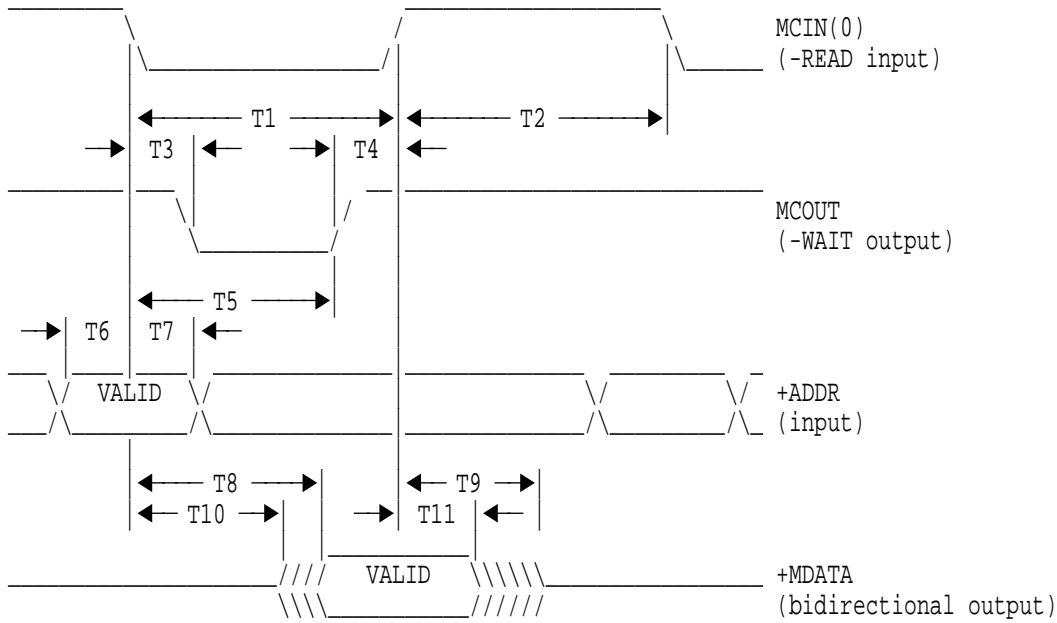 MCIN(0)
(-READ input)
T1
T2
T3
T4
MCOUT
(-WAIT output)
T5
T6
T7
VALID
+ADDR
(input)
T8
T9
T10
T11
VALID
+MDATA
(bidirectional output)